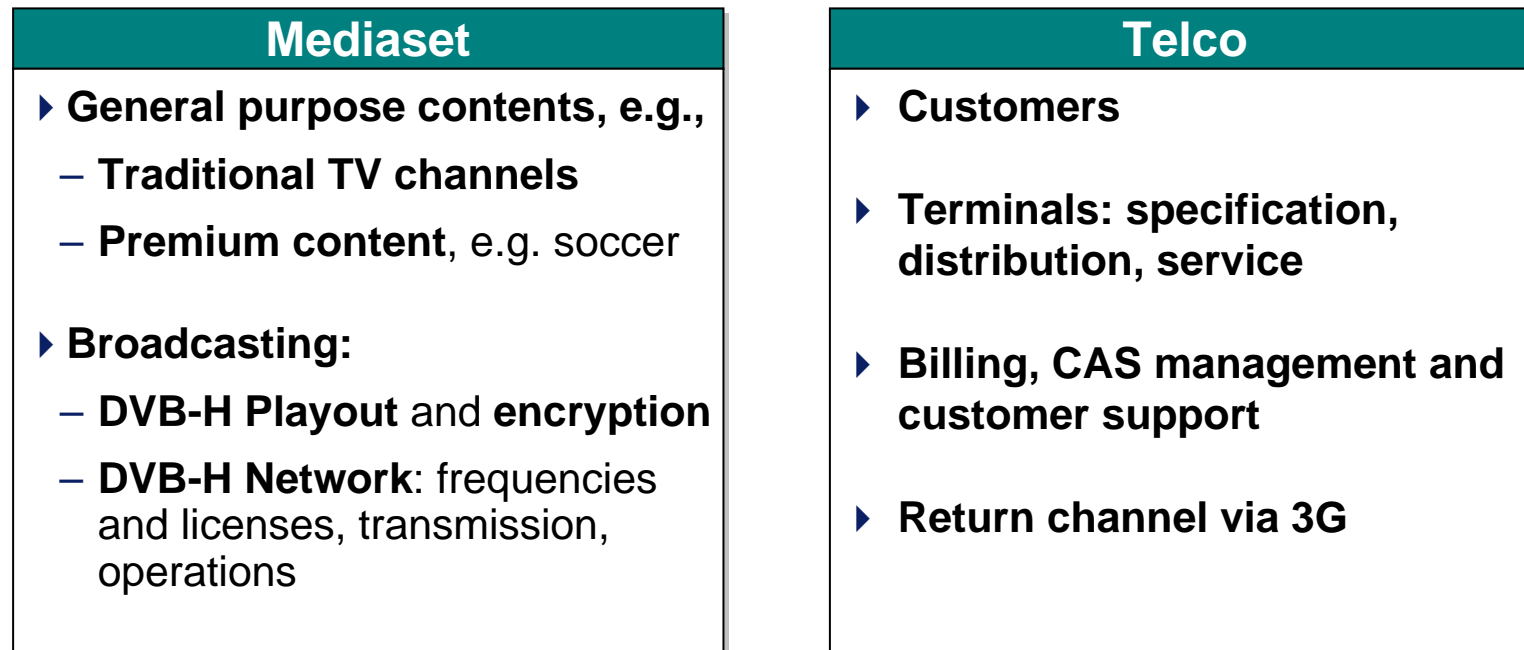 Mediaset
General purpose contents, e.g.,
– Traditional TV channels
– Premium content, e.g. soccer
Broadcasting:
– DVB-H Playout and encryption
– DVB-H Network: frequencies
and licenses, transmission,
operations
Telco
Customers
Terminals: specification,
distribution, service
Billing, CAS management and
customer support
Return channel via 3G